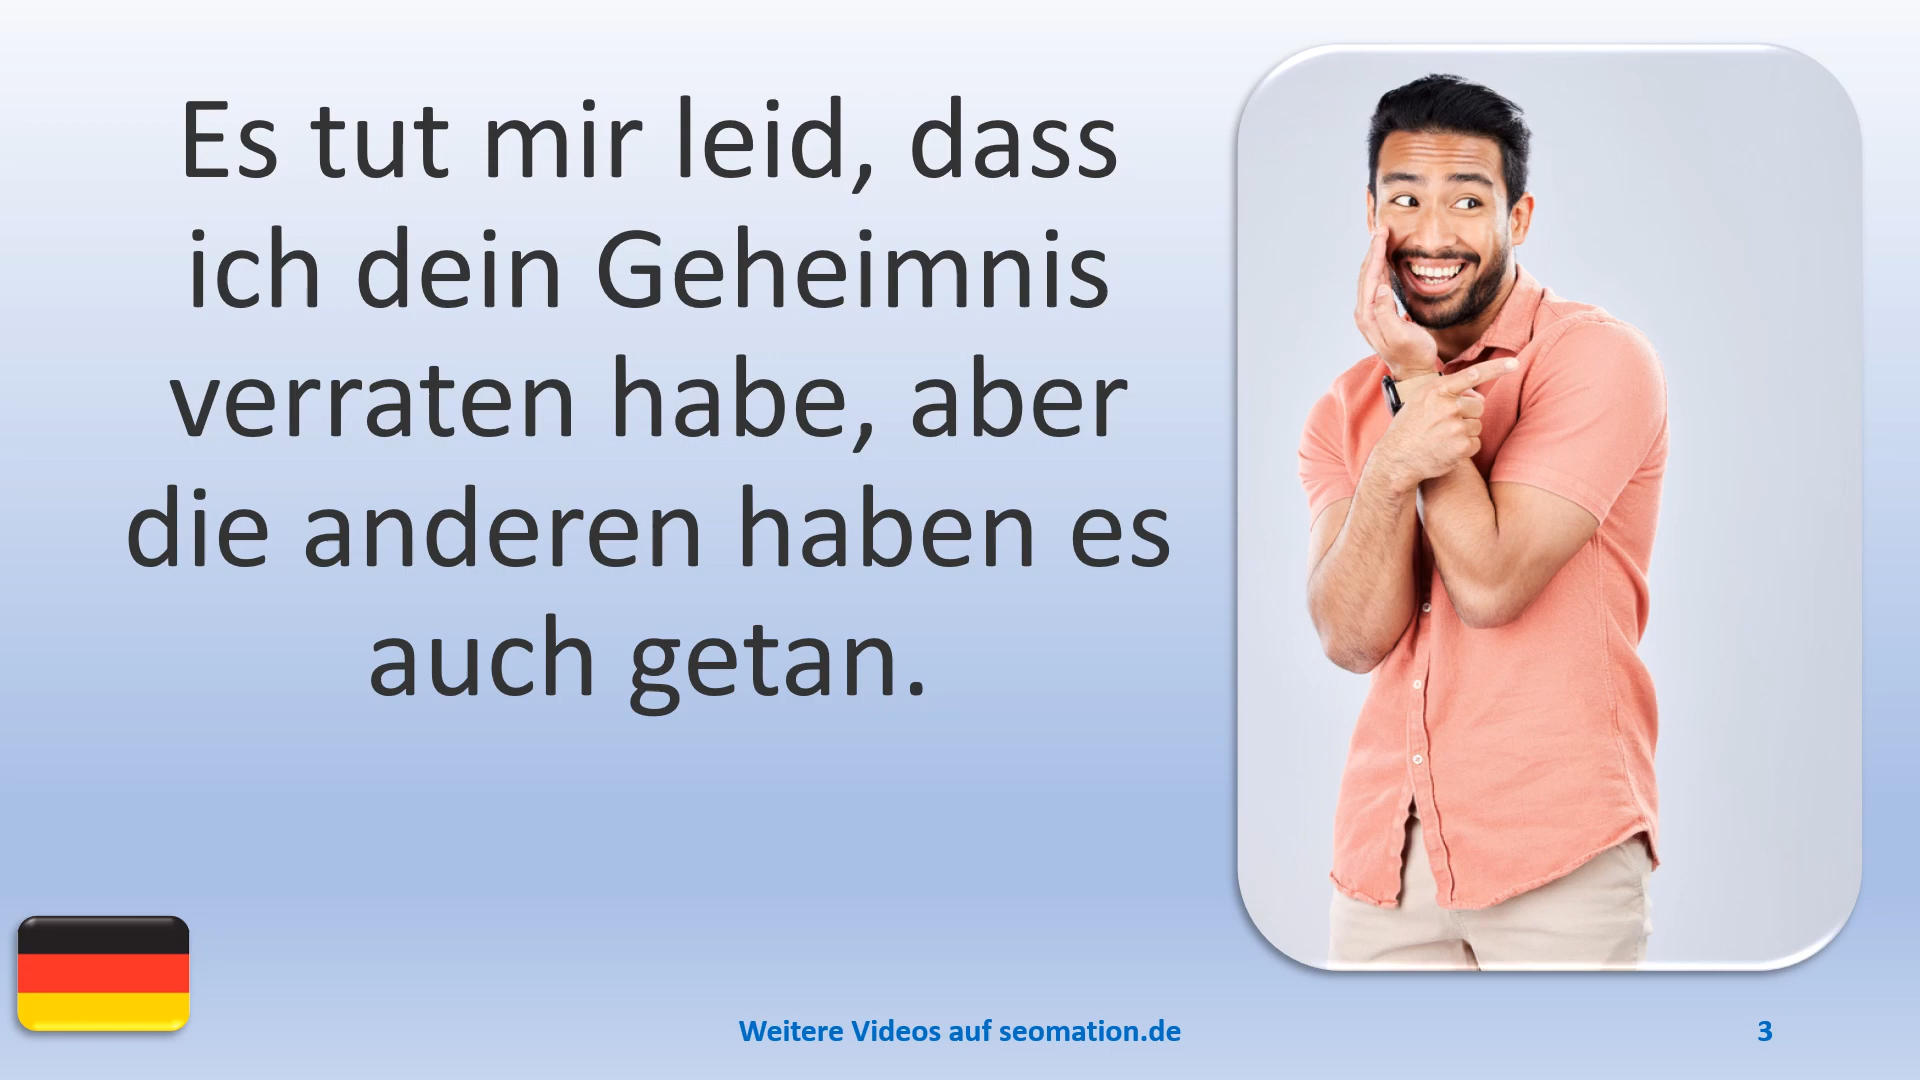 Es tut mir leid, dass
ich dein Geheimnis
verraten habe, aber
die anderen haben es
auch getan.
Weitere Videos auf seomation.de
3